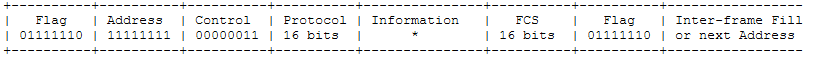 +----------+----------+----------+----------+------------
| Flag | Address | Control | Protocol | Information
| 01111110 | 11111111 | 00000011 | 16 bits | *
+----------+----------+----------+----------+------------
---+---------+----------+-----------------
| FCS | Flag | Inter-frame Fill
| 16 bits | 01111110 | or next Address
---+---------+----------+-----------------